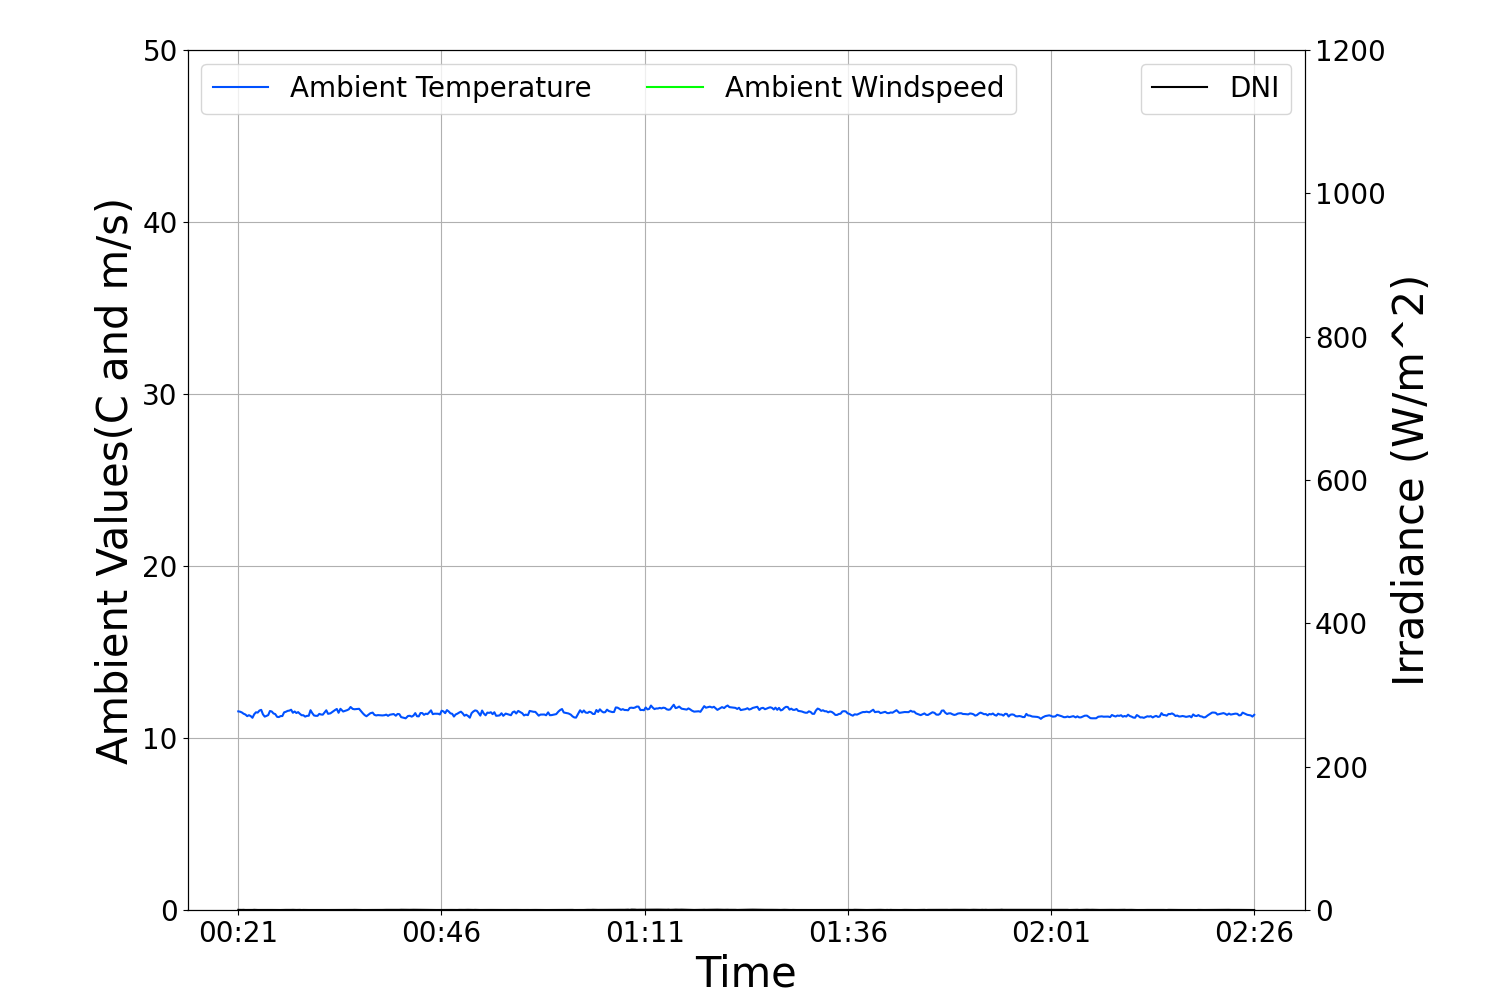 Ambient Temperature Ambient Windspeed DNI
Ambient Values(C and m/s)
50
40
30
20
10
0
1200
1000
800
600
400
200
0
Irradiance (W/m^2)
00:21 00:46 01:11 01:36 02:01 02:26
Time